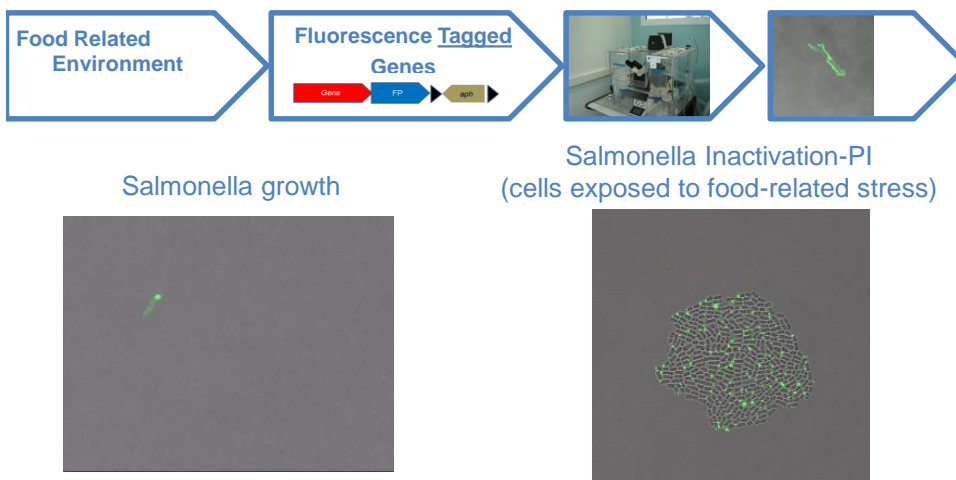 Food Related
Environment
Fluorescence Tagged
Genes
Gene
FP
aph
Salmonella growth
Salmonella Inactivation-PI
(cells exposed to food-related stress)